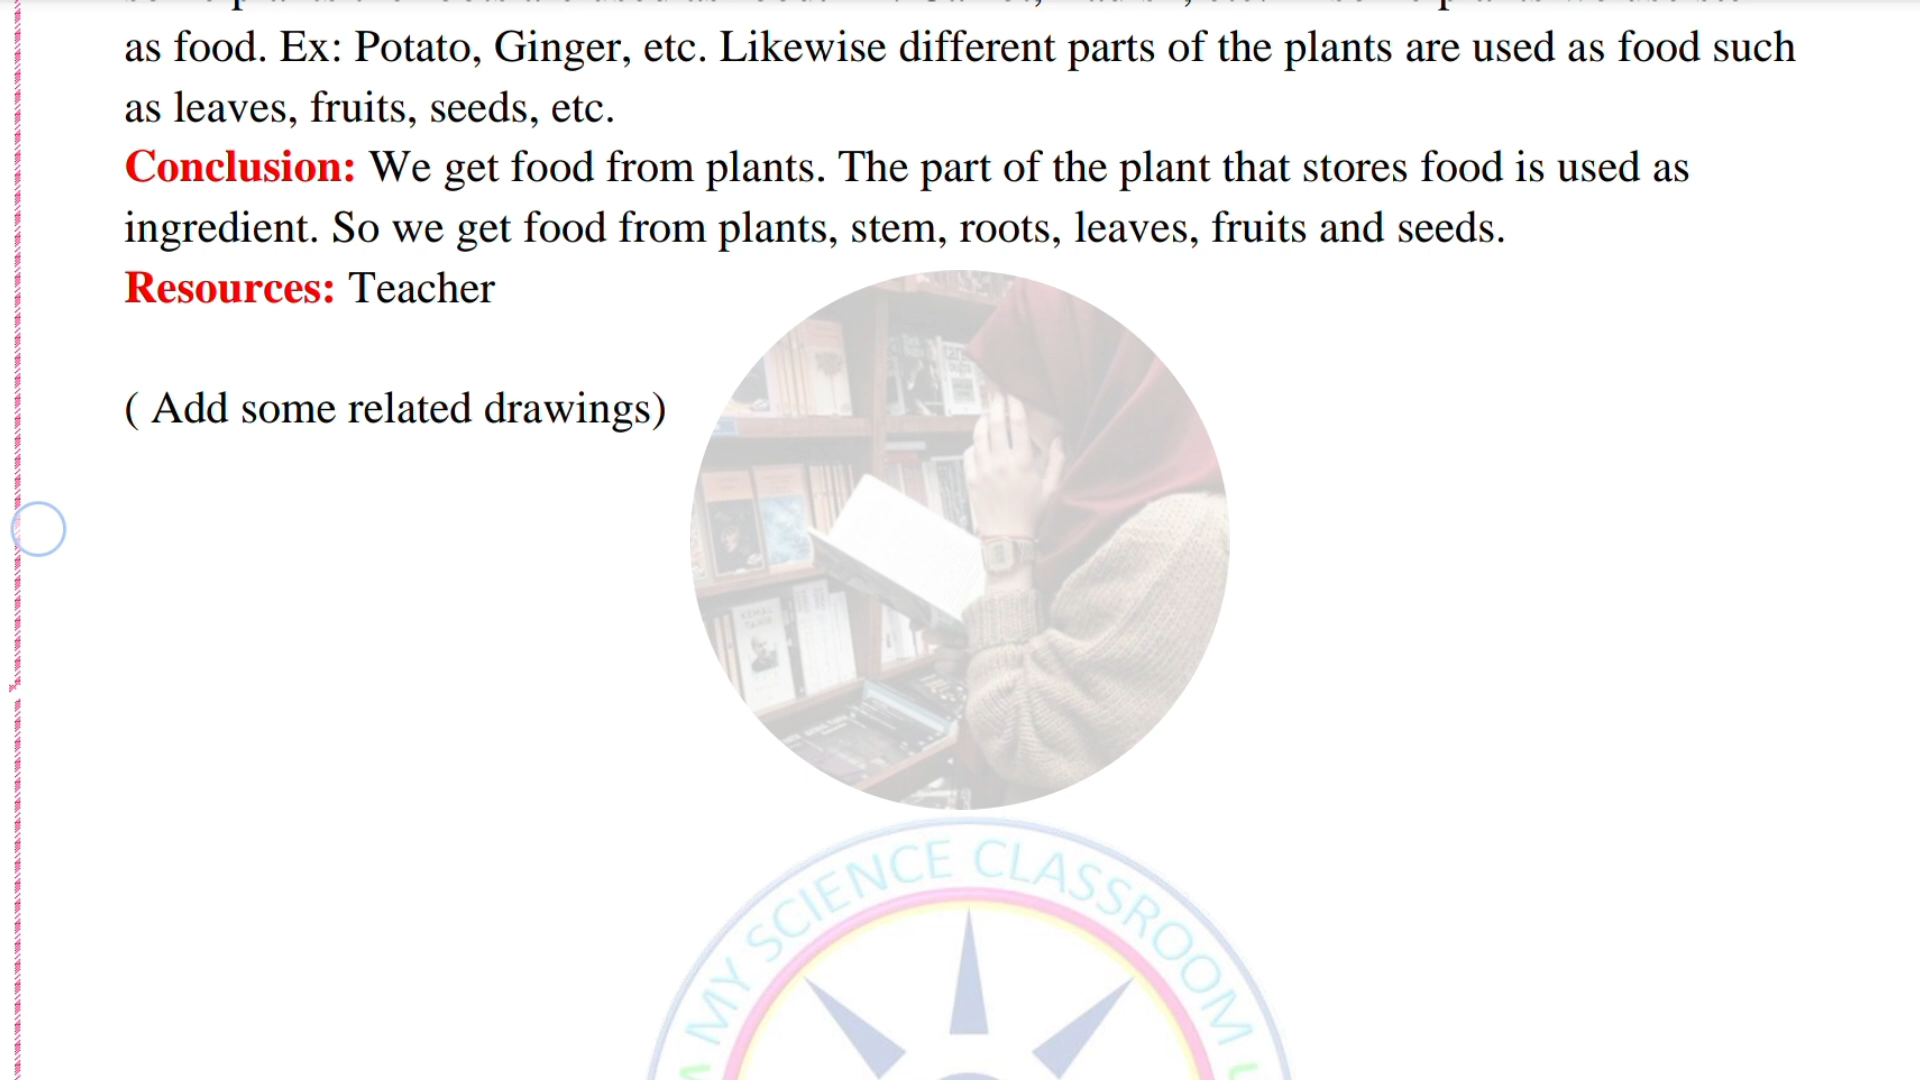 as food. Ex: Potato, Ginger, etc. Likewise different parts of the plants are used as food such
as leaves, fruits, seeds, etc.
Conclusion: We get food from plants. The part of the plant that stores food is used as
ingredient. So we get food from plants, stem, roots, leaves, fruits and seeds.
Resources: Teacher
( Add some related drawings)
KEMAL
TAHİR
MY SCIENCE CLASSROOM